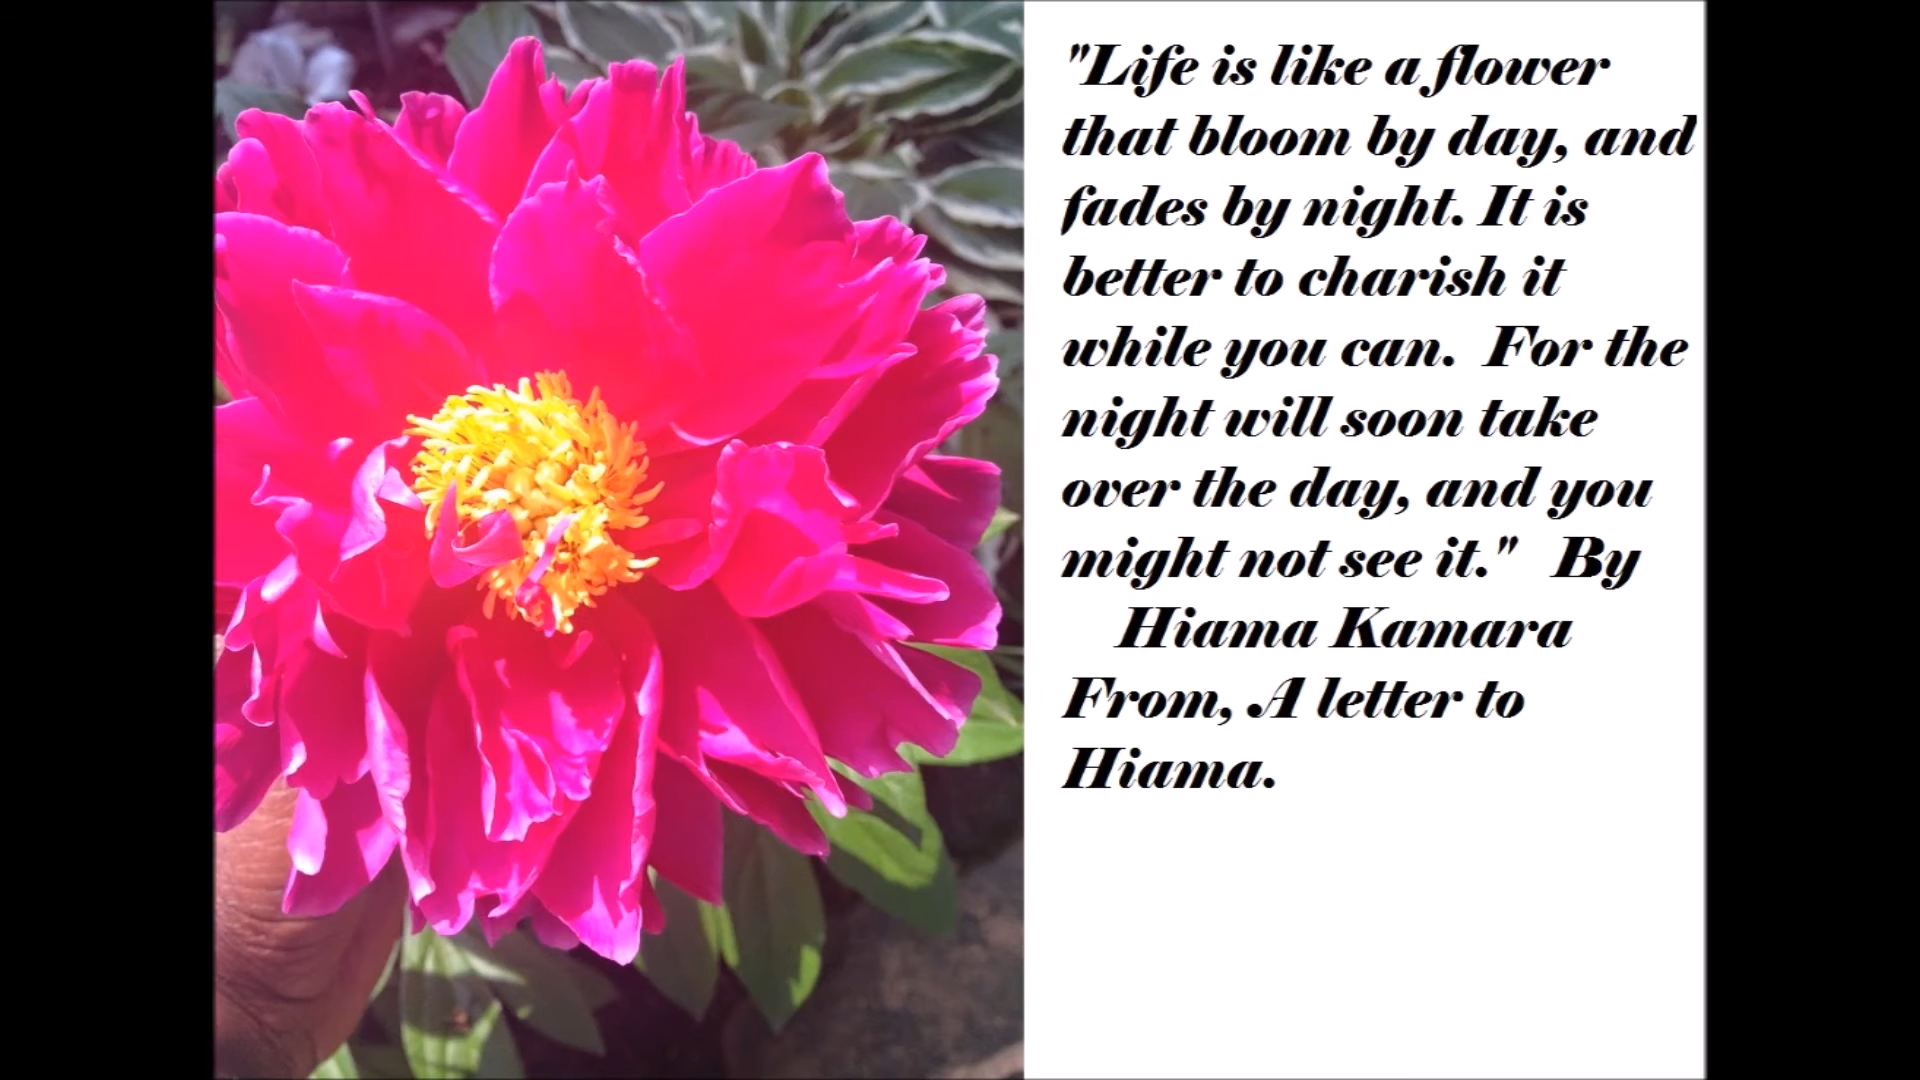 "Life is like a flower
that bloom by day, and
fades by night. It is
better to charish it
while you can.  For the
night will soon take
over the day, and you
might not see it."   By
Hiama Kamara
From, A letter to
Hiama.